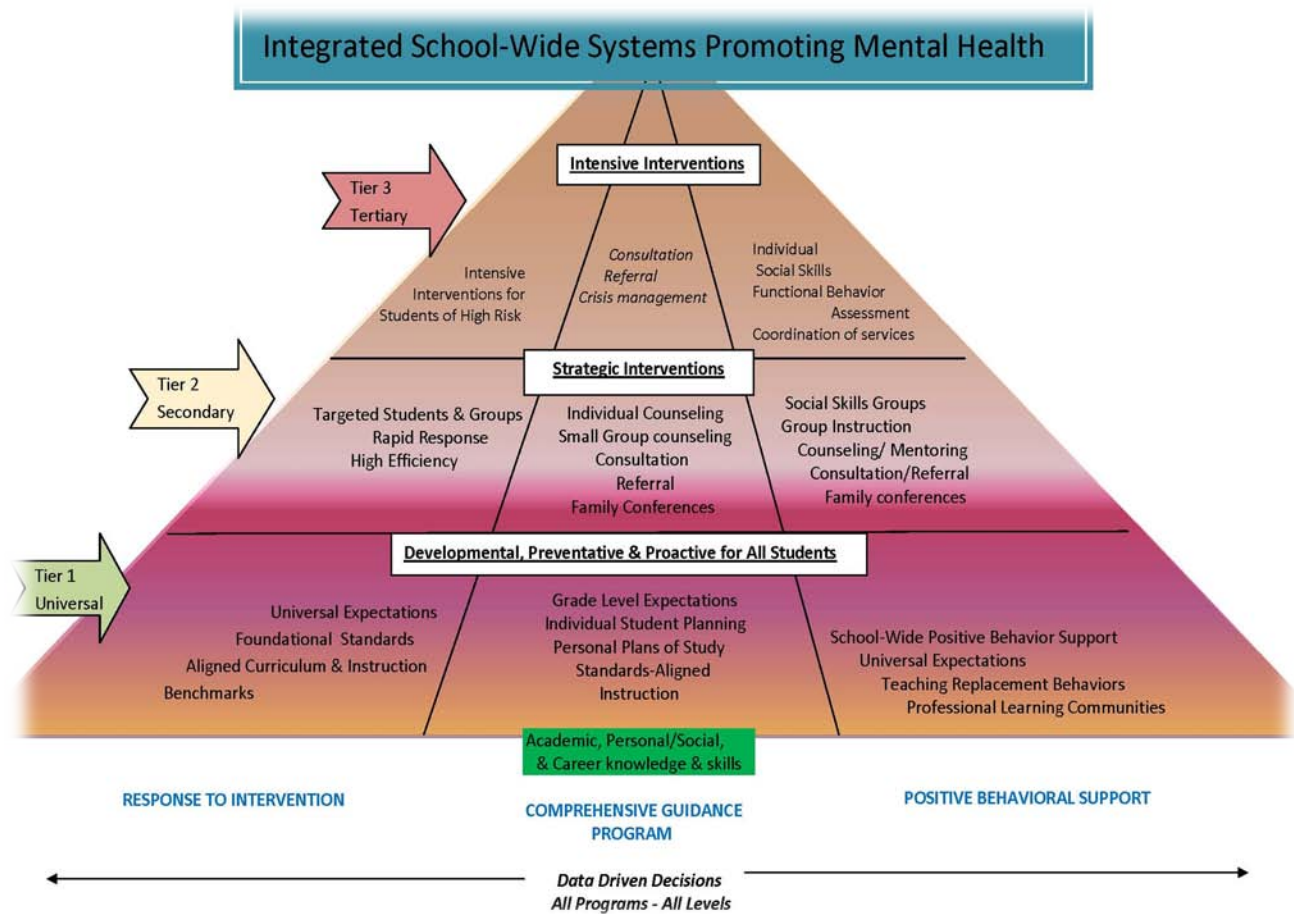 Integrated School-Wide Systems Promoting Mental Health
Intensive Interventions
Tier 3
Tertiary
Intensive
Interventions for
Students of High Risk
Consultation
Referral
Crisis management
Individual
Social Skills
Functional Behavior
Assessment
Coordination of services
Strategic Interventions
Tier 2
Secondary
Targeted Students & Groups
Rapid Response
High Efficiency
Individual Counseling
Small Group counseling
Consultation
Referral
Family Conferences
Social Skills Groups
Group Instruction
Counseling/ Mentoring
Consultation/Referral
Family conferences
Developmental, Preventative & Proactive for All Students
Tier 1
Universal
Universal Expectations
Foundational Standards
Aligned Curriculum & Instruction
Benchmarks
Grade Level Expectations
Individual Student Planning
Personal Plans of Study
Standards-Aligned
Instruction
School-Wide Positive Behavior Support
Universal Expectations
Teaching Replacement Behaviors
Professional Learning Communities
Academic, Personal/Social,
& Career knowledge & skills
RESPONSE TO INTERVENTION
COMPREHENSIVE GUIDANCE
PROGRAM
POSITIVE BEHAVIORAL SUPPORT
Data Driven Decisions
All Programs - All Levels